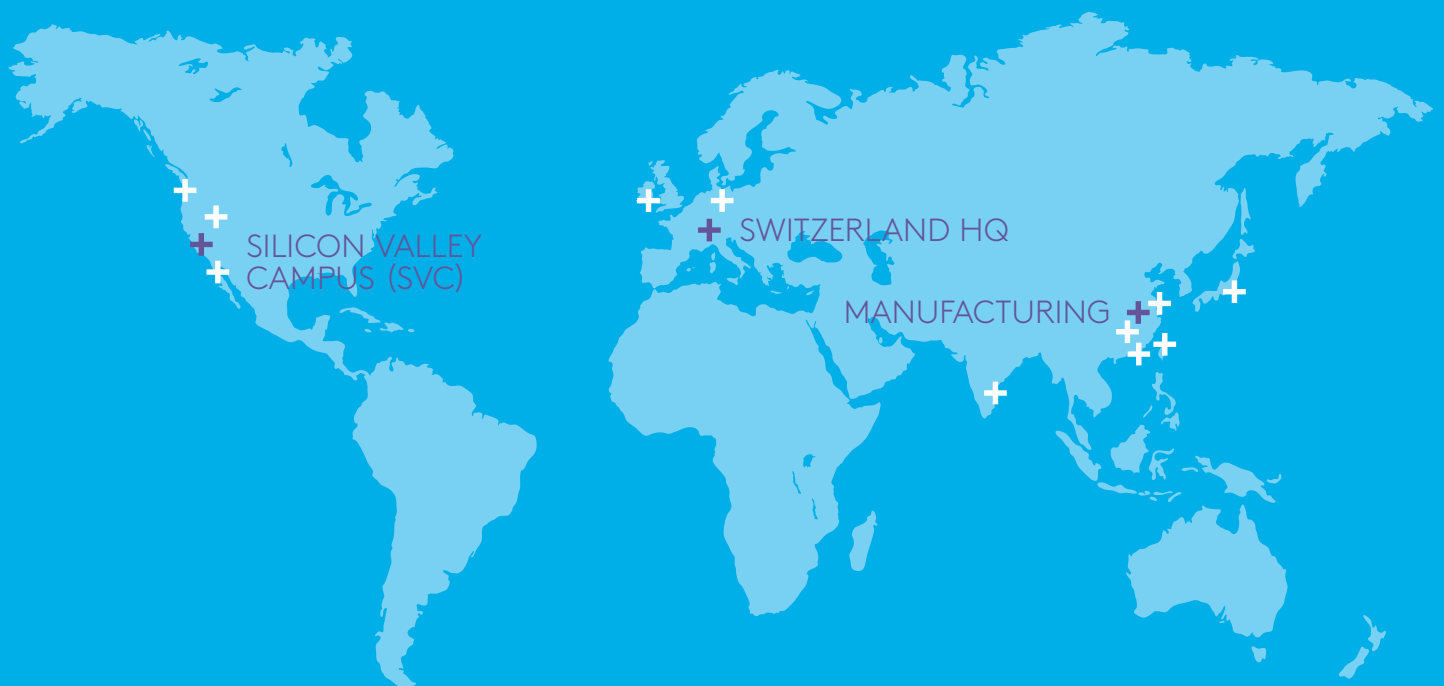 SILICON VALLEY
CAMPUS (SVC)
SWITZERLAND HQ
MANUFACTURING